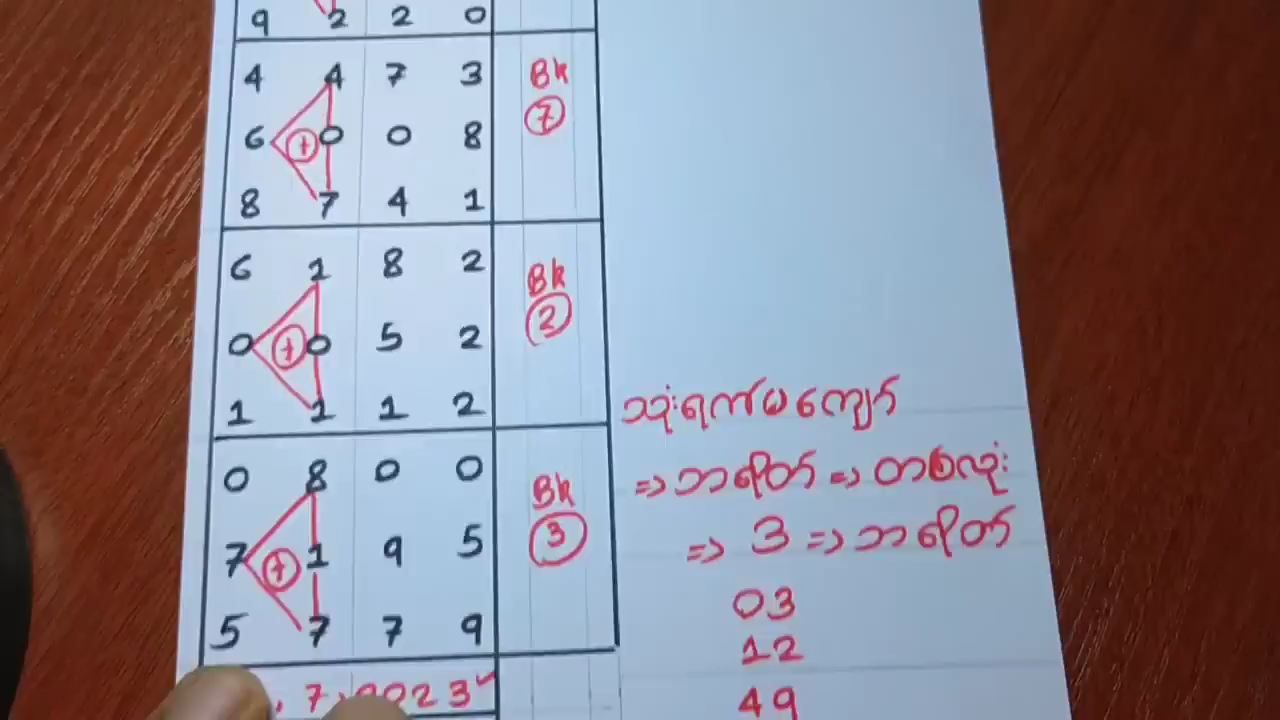 9 2 2 0
4 4 7 3
6 + 0 0 8
8 7 4 1
Bk
7
6 1 8 2
0 + 0 5 2
1 1 1 2
Bk
2
0 8 0 0
7 + 1 9 5
5 7 7 9
Bk
3
သုံးရက်မကျော်
=> ဘရိတ် => တစ်လုံး
=> 3 => ဘရိတ်
03
12
49